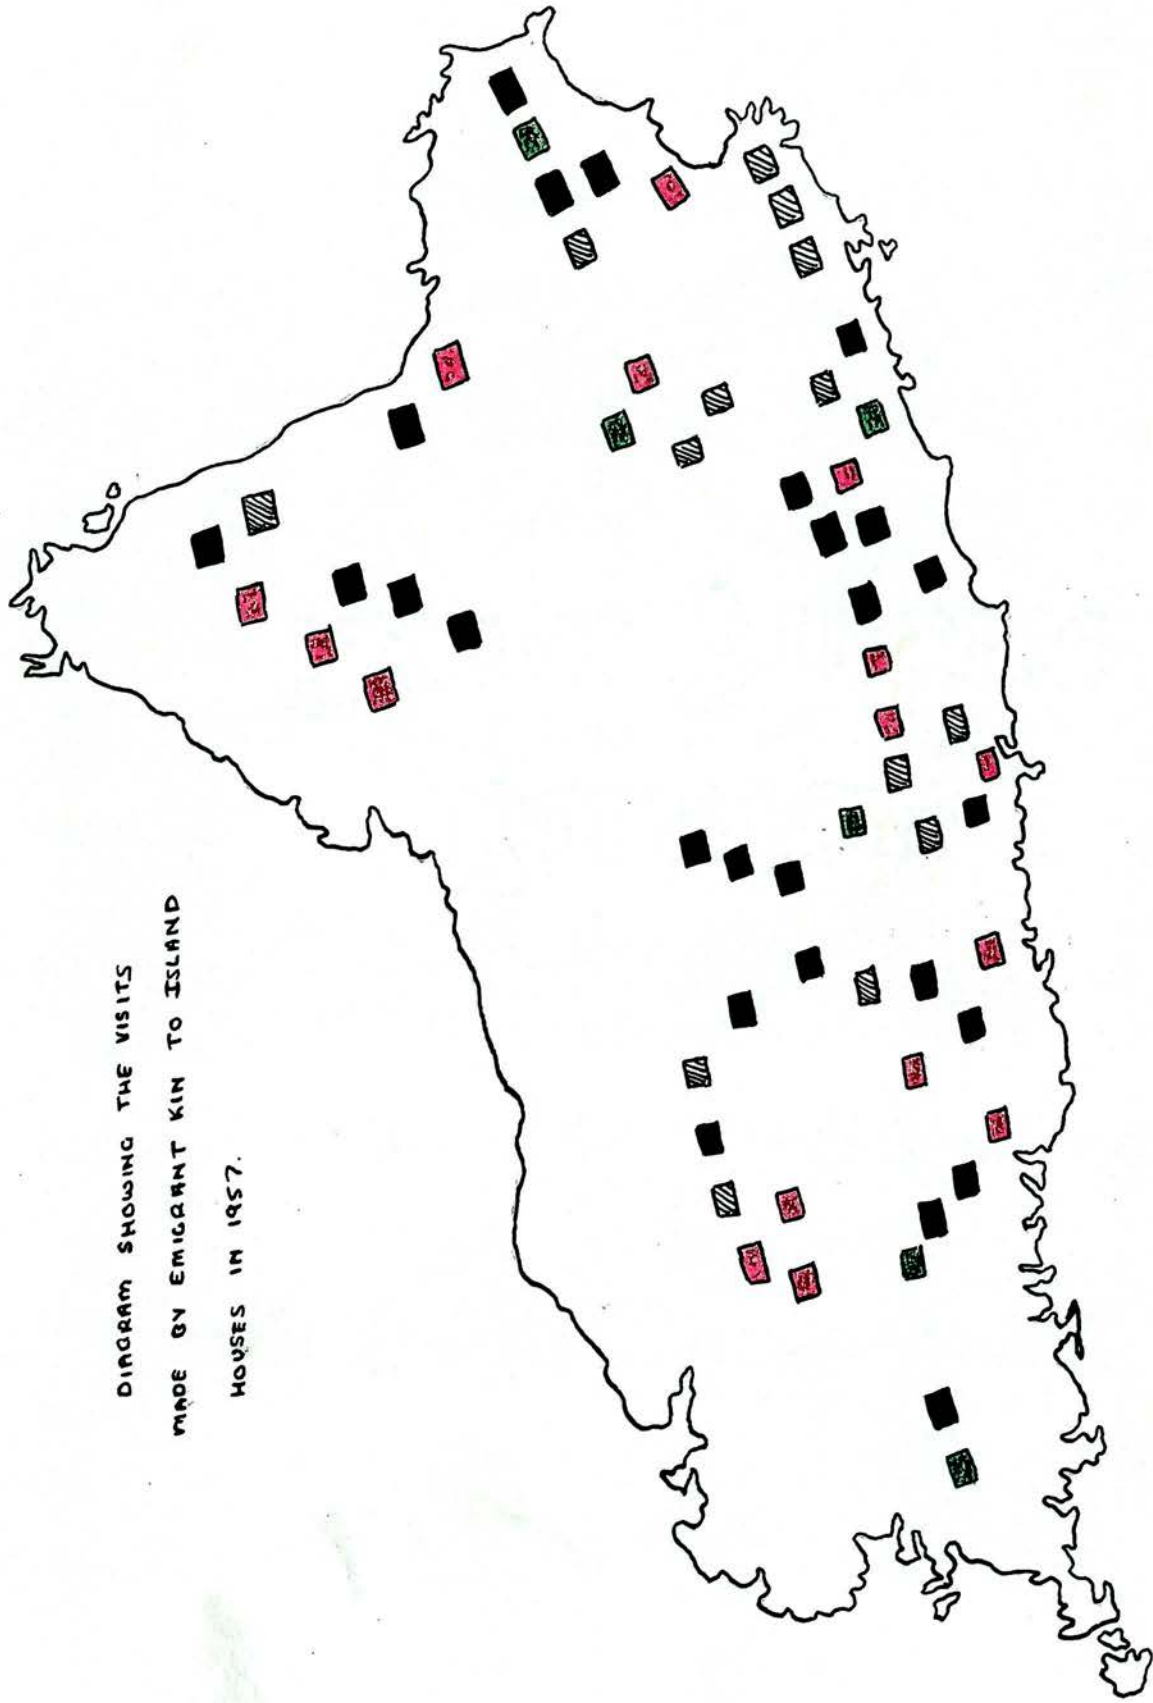 DIAGRAM SHOWING THE VISITS
MADE BY EMIGRANT KIN TO ISLAND
HOUSES IN 1957.